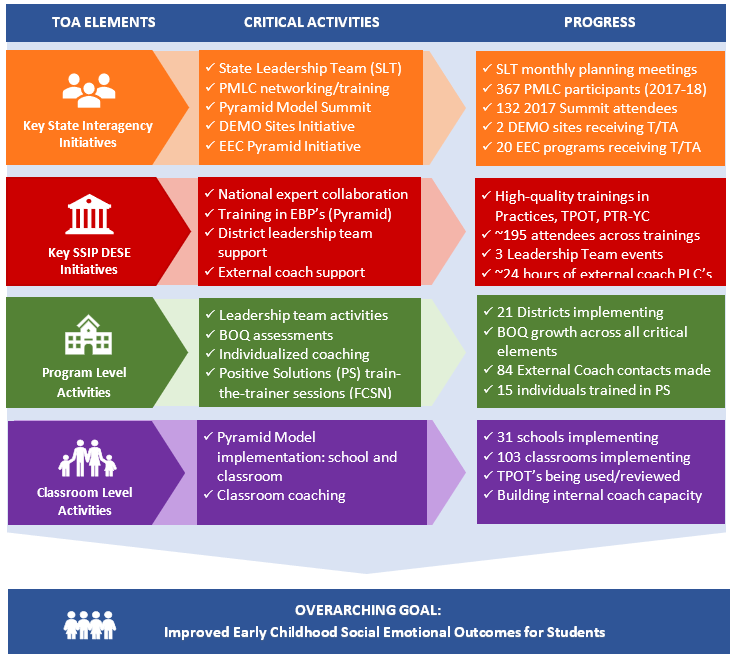 TOA ELEMENTS
CRITICAL ACTIVITIES
PROGRESS
Key State Interagency
Initiatives
✓ State Leadership Team (SLT)
✓ PMLC networking/training
✓ Pyramid Model Summit
✓ DEMO Sites Initiative
✓ EEC Pyramid Initiative
✓ SLT monthly planning meetings
✓ 367 PMLC participants (2017-18)
✓ 132 2017 Summit attendees
✓ 2 DEMO sites receiving T/TA
✓ 20 EEC programs receiving T/TA
Key SSIP DESE
Initiatives
✓ National expert collaboration
✓ Training in EBP's (Pyramid)
✓ District leadership team
support
✓ External coach support
✓ High-quality trainings in
Practices, TPOT, PTR-YC
✓ ~195 attendees across trainings
✓ 3 Leadership Team events
✓ ~24 hours of external coach PLC's
Program Level
Activities
✓ Leadership team activities
✓ BOQ assessments
✓ Individualized coaching
✓ Positive Solutions (PS) train-
the-trainer sessions (FCSN)
✓ 21 Districts implementing
✓ BOQ growth across all critical
elements
✓ 84 External Coach contacts made
✓ 15 individuals trained in PS
Classroom Level
Activities
✓ Pyramid Model
implementation: school and
classroom
✓ Classroom coaching
✓ 31 schools implementing
✓ 103 classrooms implementing
✓ TPOT's being used/reviewed
✓ Building internal coach capacity
OVERARCHING GOAL:
Improved Early Childhood Social Emotional Outcomes for Students